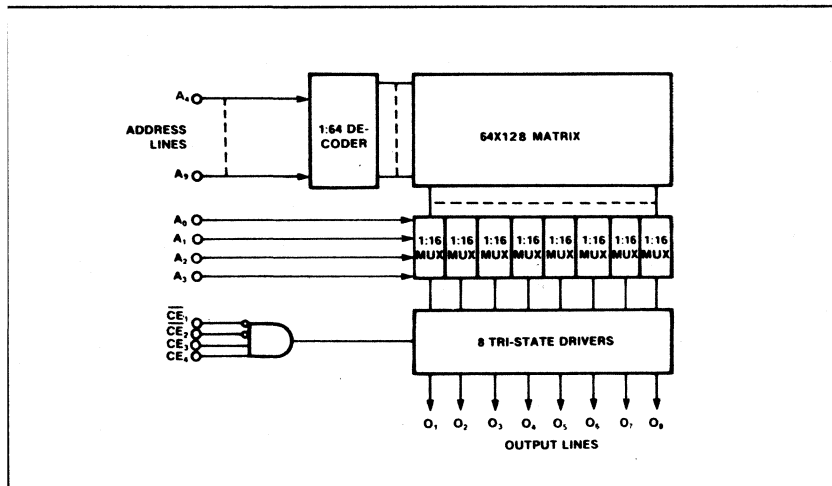 A₄
ADDRESS
LINES
A₉
1:64 DE-
CODER
64X128 MATRIX
A₀
A₁
A₂
A₃
1:16 1:16 1:16 1:16 1:16 1:16 1:16 1:16
MUX MUX MUX MUX MUX MUX MUX MUX
C̅E̅₁
C̅E̅₂
CE₃
CE₄
8 TRI-STATE DRIVERS
O₁ O₂ O₃ O₄ O₅ O₆ O₇ O₈
OUTPUT LINES